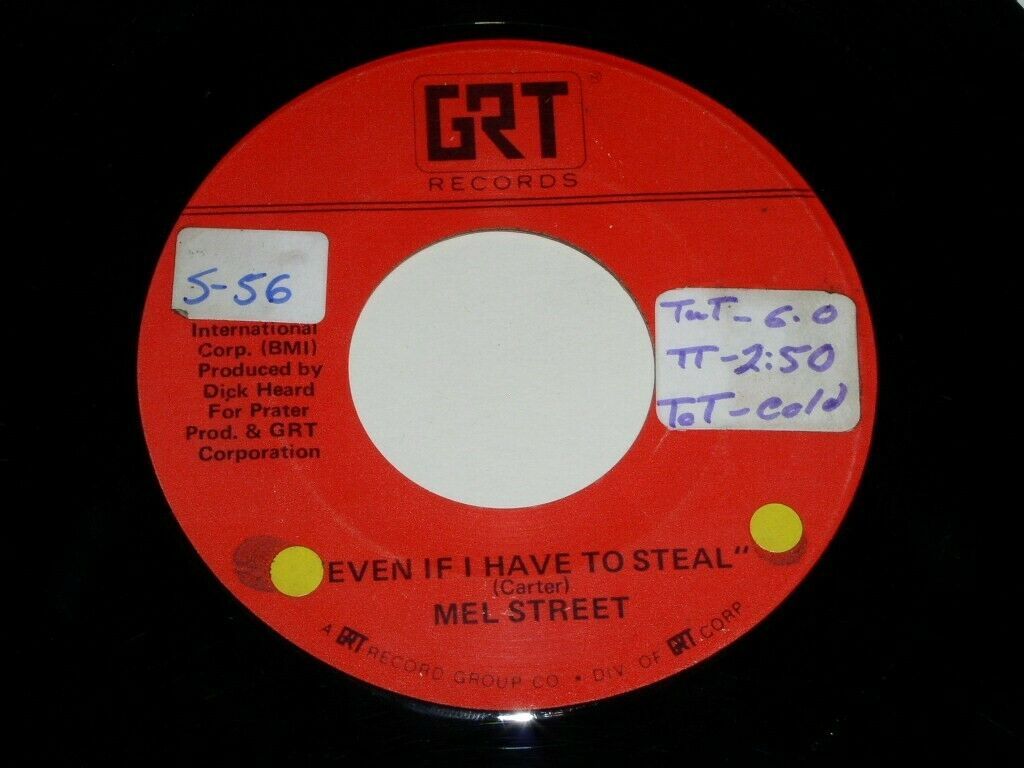 GRT
RECORDS
S-56
International
Corp. (BMI)
Produced by
Dick Heard
For Prater
Prod. & GRT
Corporation
TNT- 6.0
TT-2:50
TOT-Cold
EVEN IF I HAVE TO STEAL"
(Carter)
MEL STREET
A GRT RECORD GROUP CO • DIV OF GRT CORP